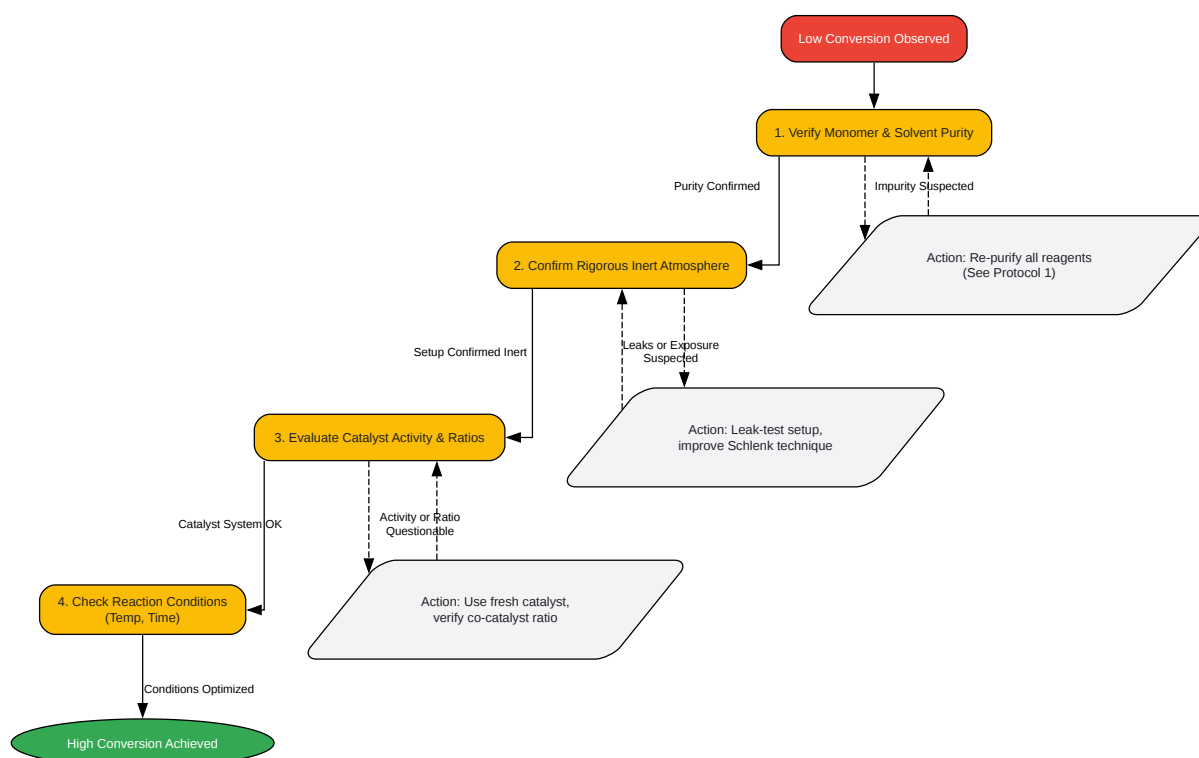 Low Conversion Observed
1. Verify Monomer & Solvent Purity
Purity Confirmed
Impurity Suspected
2. Confirm Rigorous Inert Atmosphere
Action: Re-purify all reagents
(See Protocol 1)
Setup Confirmed Inert
Leaks or Exposure
Suspected
3. Evaluate Catalyst Activity & Ratios
Action: Leak-test setup,
improve Schlenk technique
Catalyst System OK
Activity or Ratio
Questionable
4. Check Reaction Conditions
(Temp, Time)
Action: Use fresh catalyst,
verify co-catalyst ratio
Conditions Optimized
High Conversion Achieved